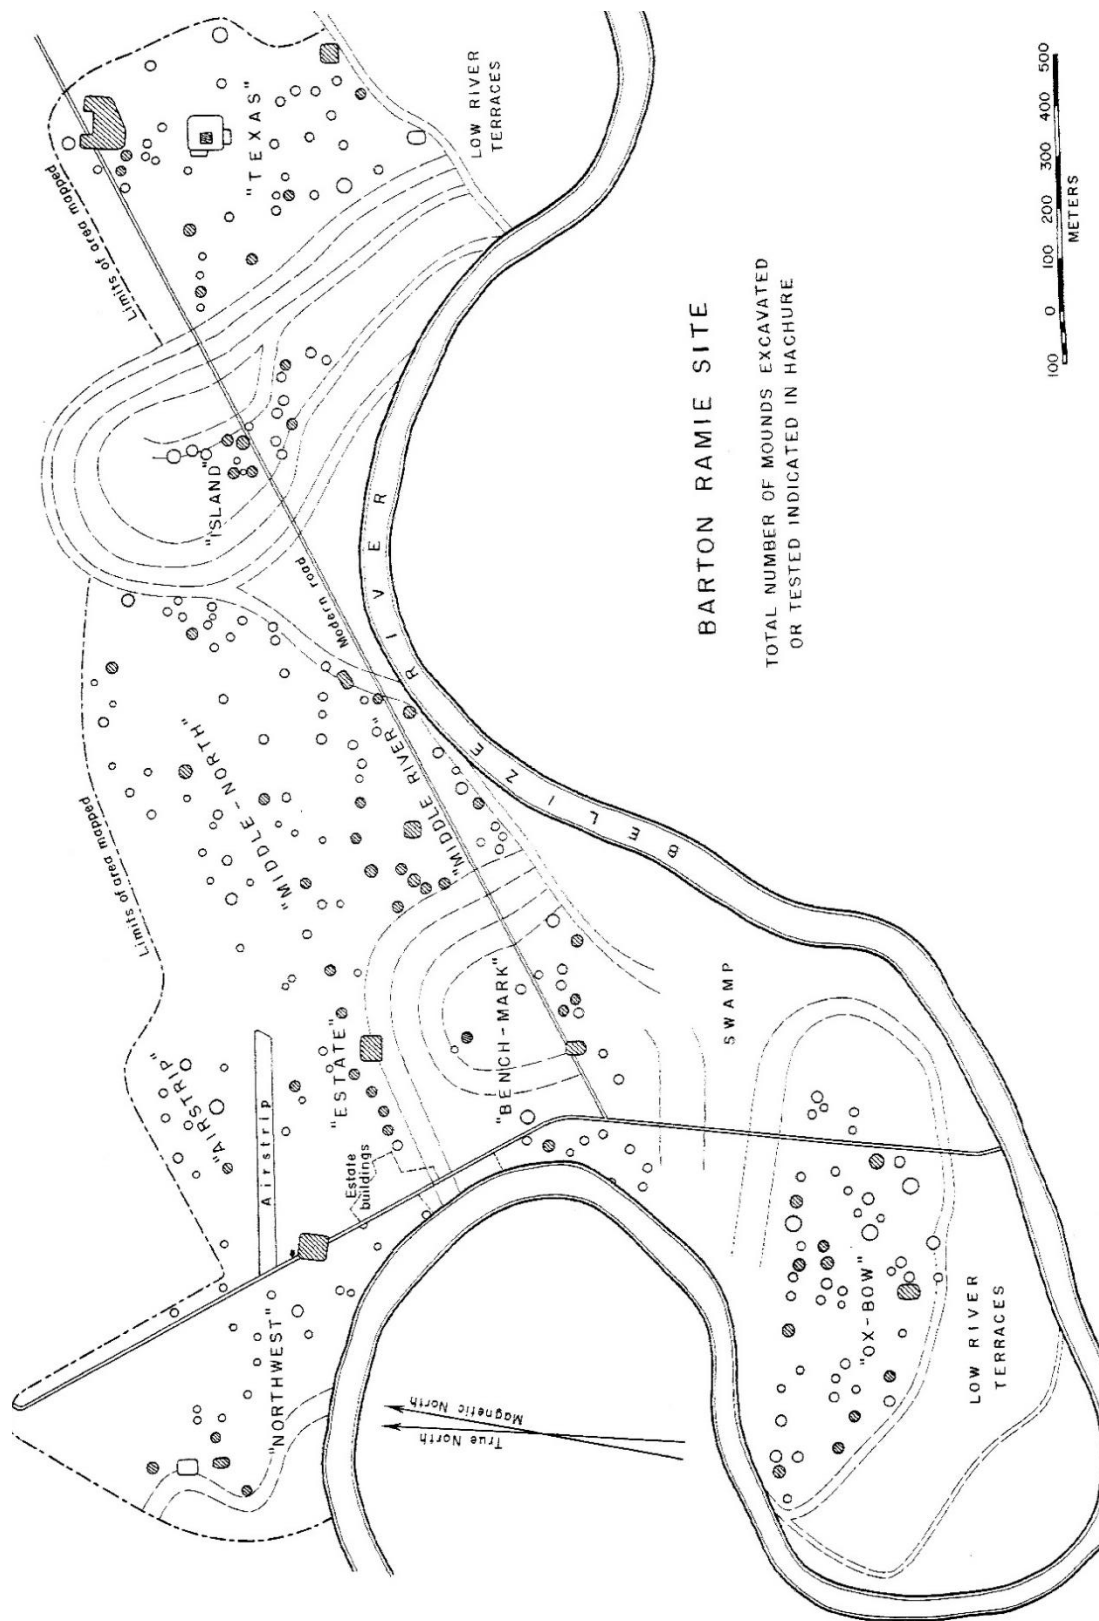 BARTON RAMIE SITE
TOTAL NUMBER OF MOUNDS EXCAVATED
OR TESTED INDICATED IN HACHURE
100 0 100 200 300 400 500
METERS
"TEXAS"
LOW RIVER
TERRACES
Limits of area mapped
"ISLAND"
Modern road
BELIZE RIVER
"MIDDLE-NORTH"
"MIDDLE RIVER"
Limits of area mapped
"AIRSTRIP"
Airstrip
"ESTATE"
Estate
buildings
"BENCH-MARK"
SWAMP
"NORTHWEST"
True North
Magnetic North
"OX-BOW"
LOW RIVER
TERRACES